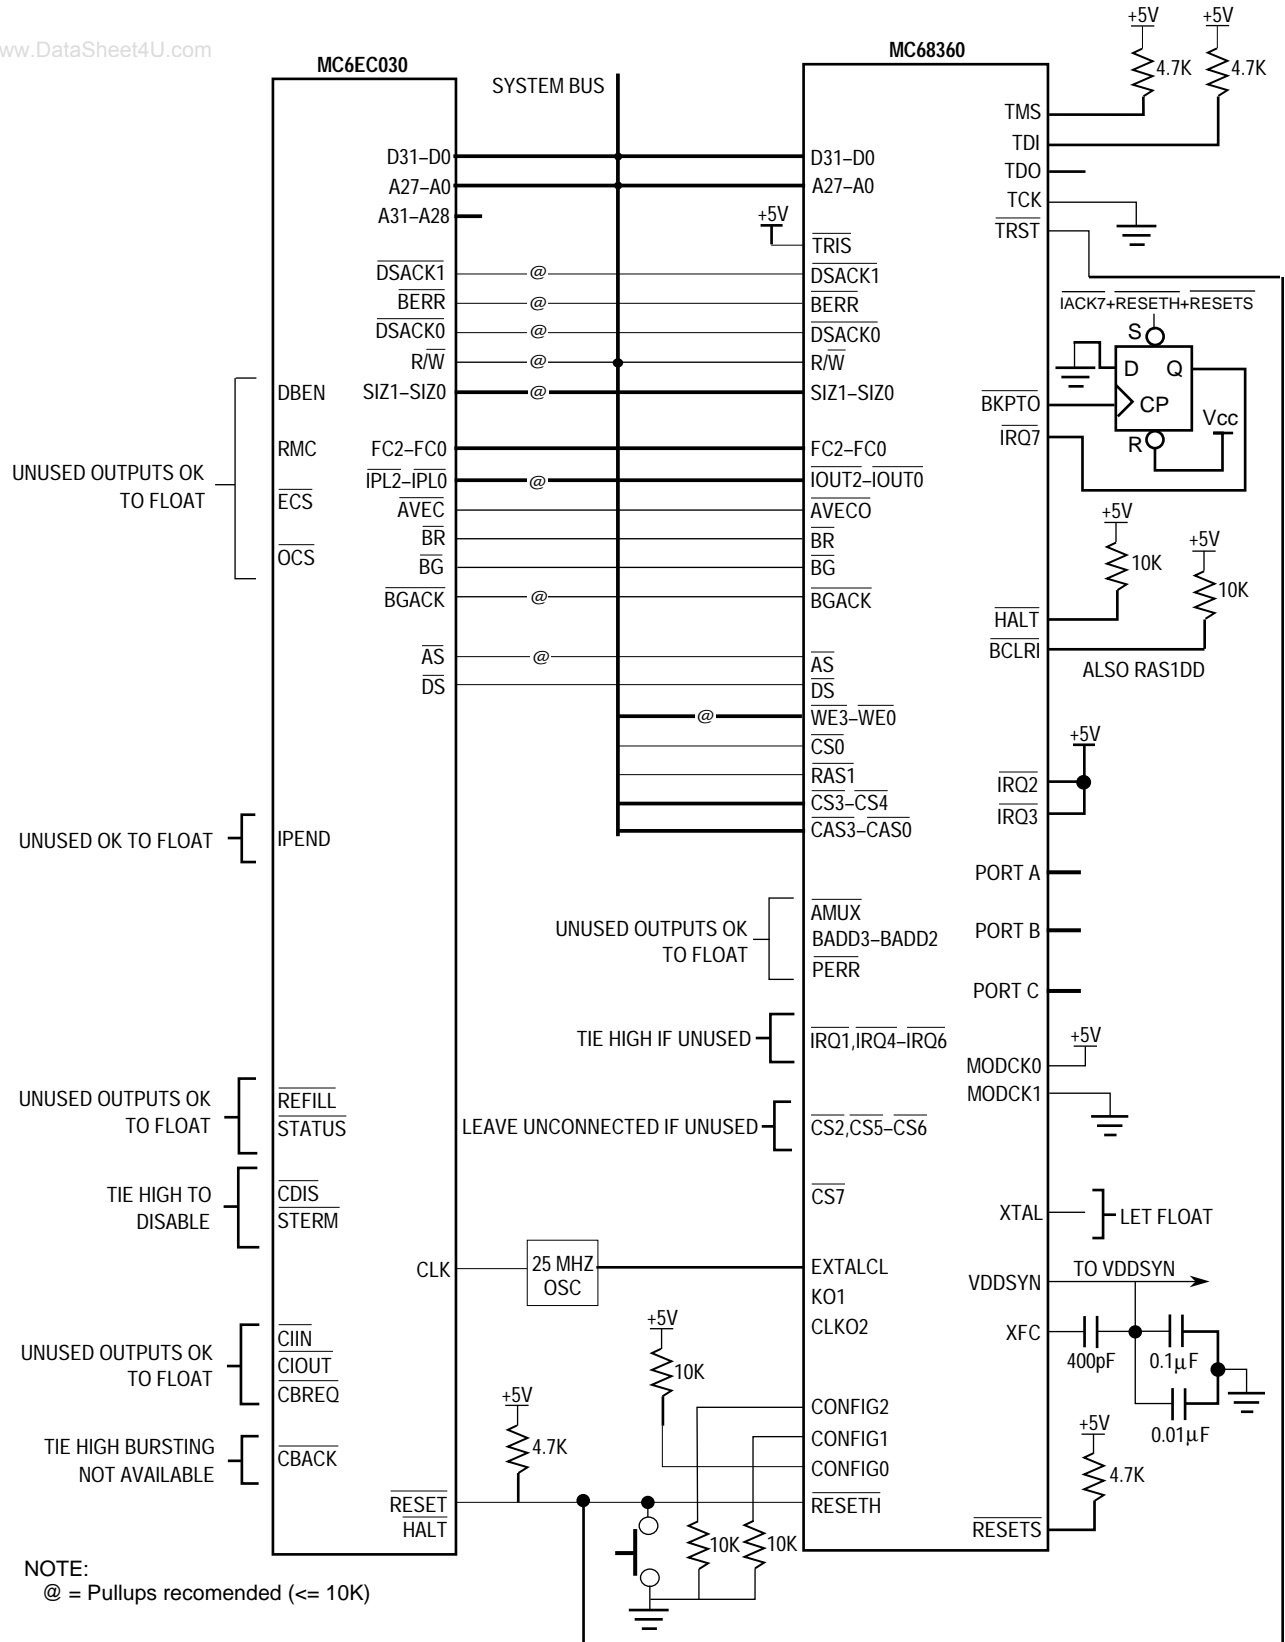 www.DataSheet4U.com
MC6EC030
MC68360
SYSTEM BUS
+5V
+5V
4.7K
4.7K
TMS
TDI
TDO
TCK
TRST
D31–D0
A27–A0
A31–A28
DSACK1
BERR
DSACK0
R/W
SIZ1–SIZ0
FC2–FC0
IPL2–IPL0
AVEC
BR
BG
BGACK
AS
DS
@
@
@
@
@
@
@
@
@
D31–D0
A27–A0
+5V
TRIS
DSACK1
BERR
DSACK0
R/W
SIZ1–SIZ0
FC2–FC0
IOUT2–IOUT0
AVECO
BR
BG
BGACK
AS
DS
WE3–WE0
CS0
RAS1
CS3–CS4
CAS3–CAS0
IACK7+RESETH+RESETS
S
D Q
CP
R
Vcc
BKPTO
IRQ7
+5V
10K
+5V
10K
HALT
BCLRI
ALSO RAS1DD
+5V
IRQ2
IRQ3
PORT A
PORT B
PORT C
UNUSED OUTPUTS OK
TO FLOAT
DBEN
RMC
ECS
OCS
UNUSED OK TO FLOAT
IPEND
UNUSED OUTPUTS OK
TO FLOAT
AMUX
BADD3–BADD2
PERR
TIE HIGH IF UNUSED
IRQ1,IRQ4–IRQ6
+5V
MODCK0
MODCK1
UNUSED OUTPUTS OK
TO FLOAT
REFILL
STATUS
LEAVE UNCONNECTED IF UNUSED
CS2,CS5–CS6
TIE HIGH TO
DISABLE
CDIS
STERM
CS7
XTAL
LET FLOAT
CLK
25 MHZ
OSC
EXTALCL
KO1
CLKO2
VDDSYN
TO VDDSYN
XFC
400pF
0.1µF
0.01µF
UNUSED OUTPUTS OK
TO FLOAT
CIIN
CIOUT
CBREQ
+5V
10K
CONFIG2
CONFIG1
CONFIG0
TIE HIGH BURSTING
NOT AVAILABLE
CBACK
+5V
4.7K
RESET
HALT
RESETH
10K
10K
+5V
4.7K
RESETS
NOTE:
@ = Pullups recomended (<= 10K)